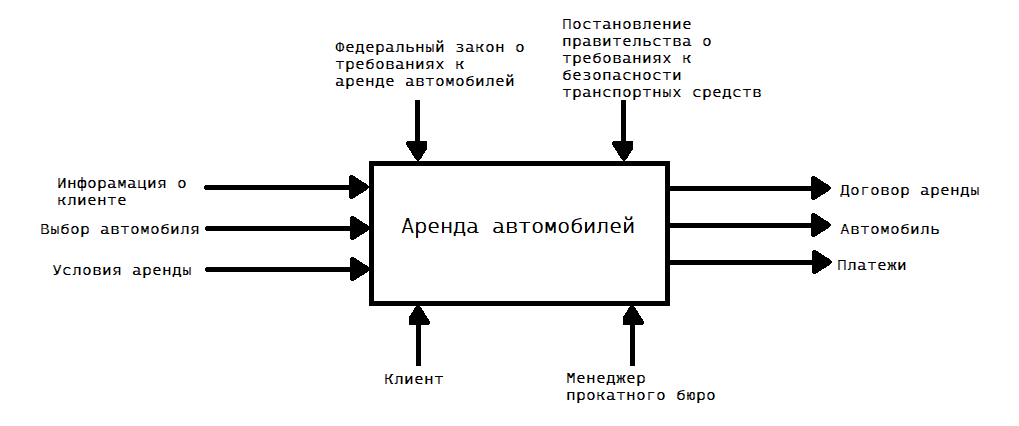 Федеральный закон о
требованиях к
аренде автомобилей
Постановление
правительства о
требованиях к
безопасности
транспортных средств
Инфорамация о
клиенте
Выбор автомобиля
Условия аренды
Аренда автомобилей
Договор аренды
Автомобиль
Платежи
Клиент
Менеджер
прокатного бюро